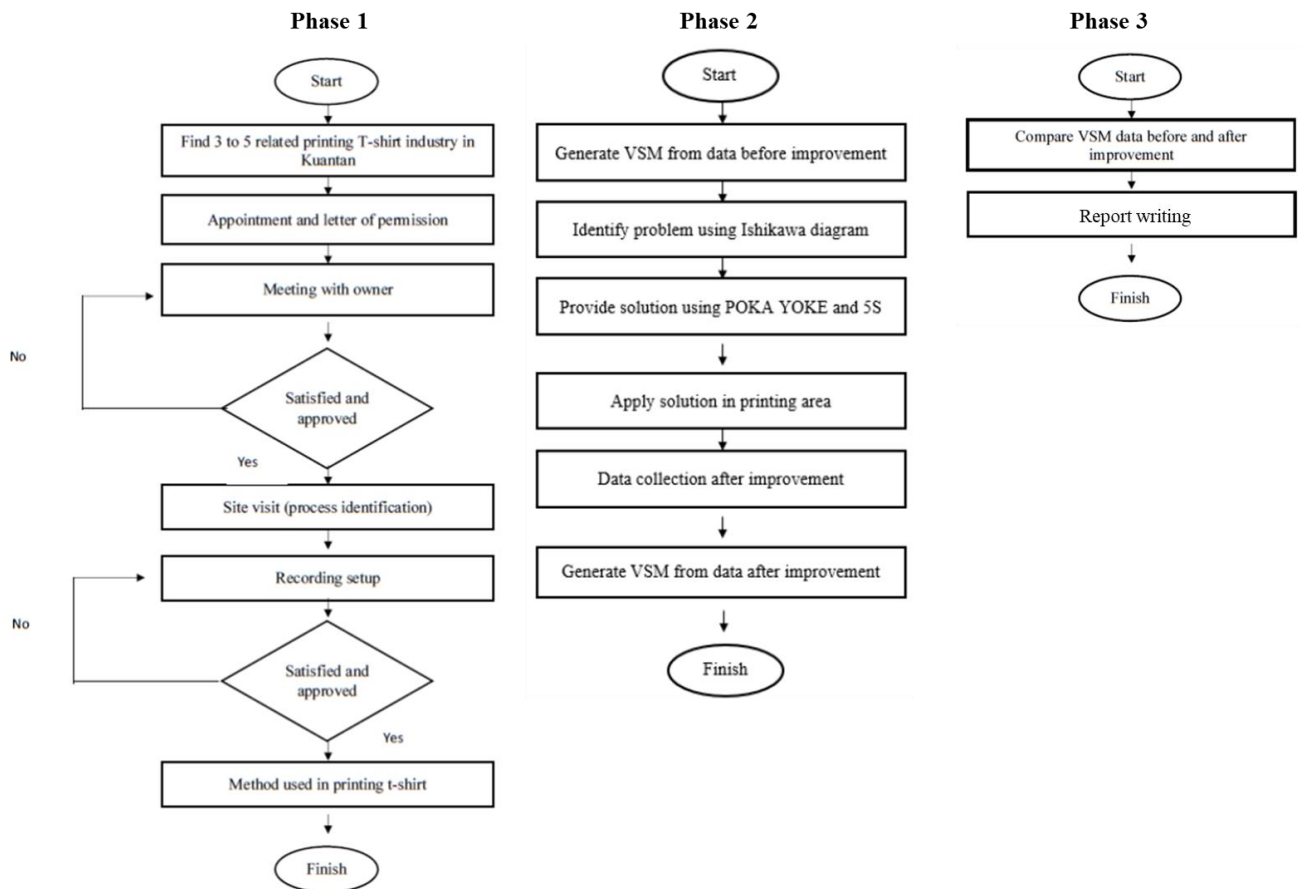 Phase 1
Start
Find 3 to 5 related printing T-shirt industry in
Kuantan
Appointment and letter of permission
Meeting with owner
No
Satisfied and
approved
Yes
Site visit (process identification)
Recording setup
No
Satisfied and
approved
Yes
Method used in printing t-shirt
Finish
Phase 2
Start
Generate VSM from data before improvement
Identify problem using Ishikawa diagram
Provide solution using POKA YOKE and 5S
Apply solution in printing area
Data collection after improvement
Generate VSM from data after improvement
Finish
Phase 3
Start
Compare VSM data before and after
improvement
Report writing
Finish